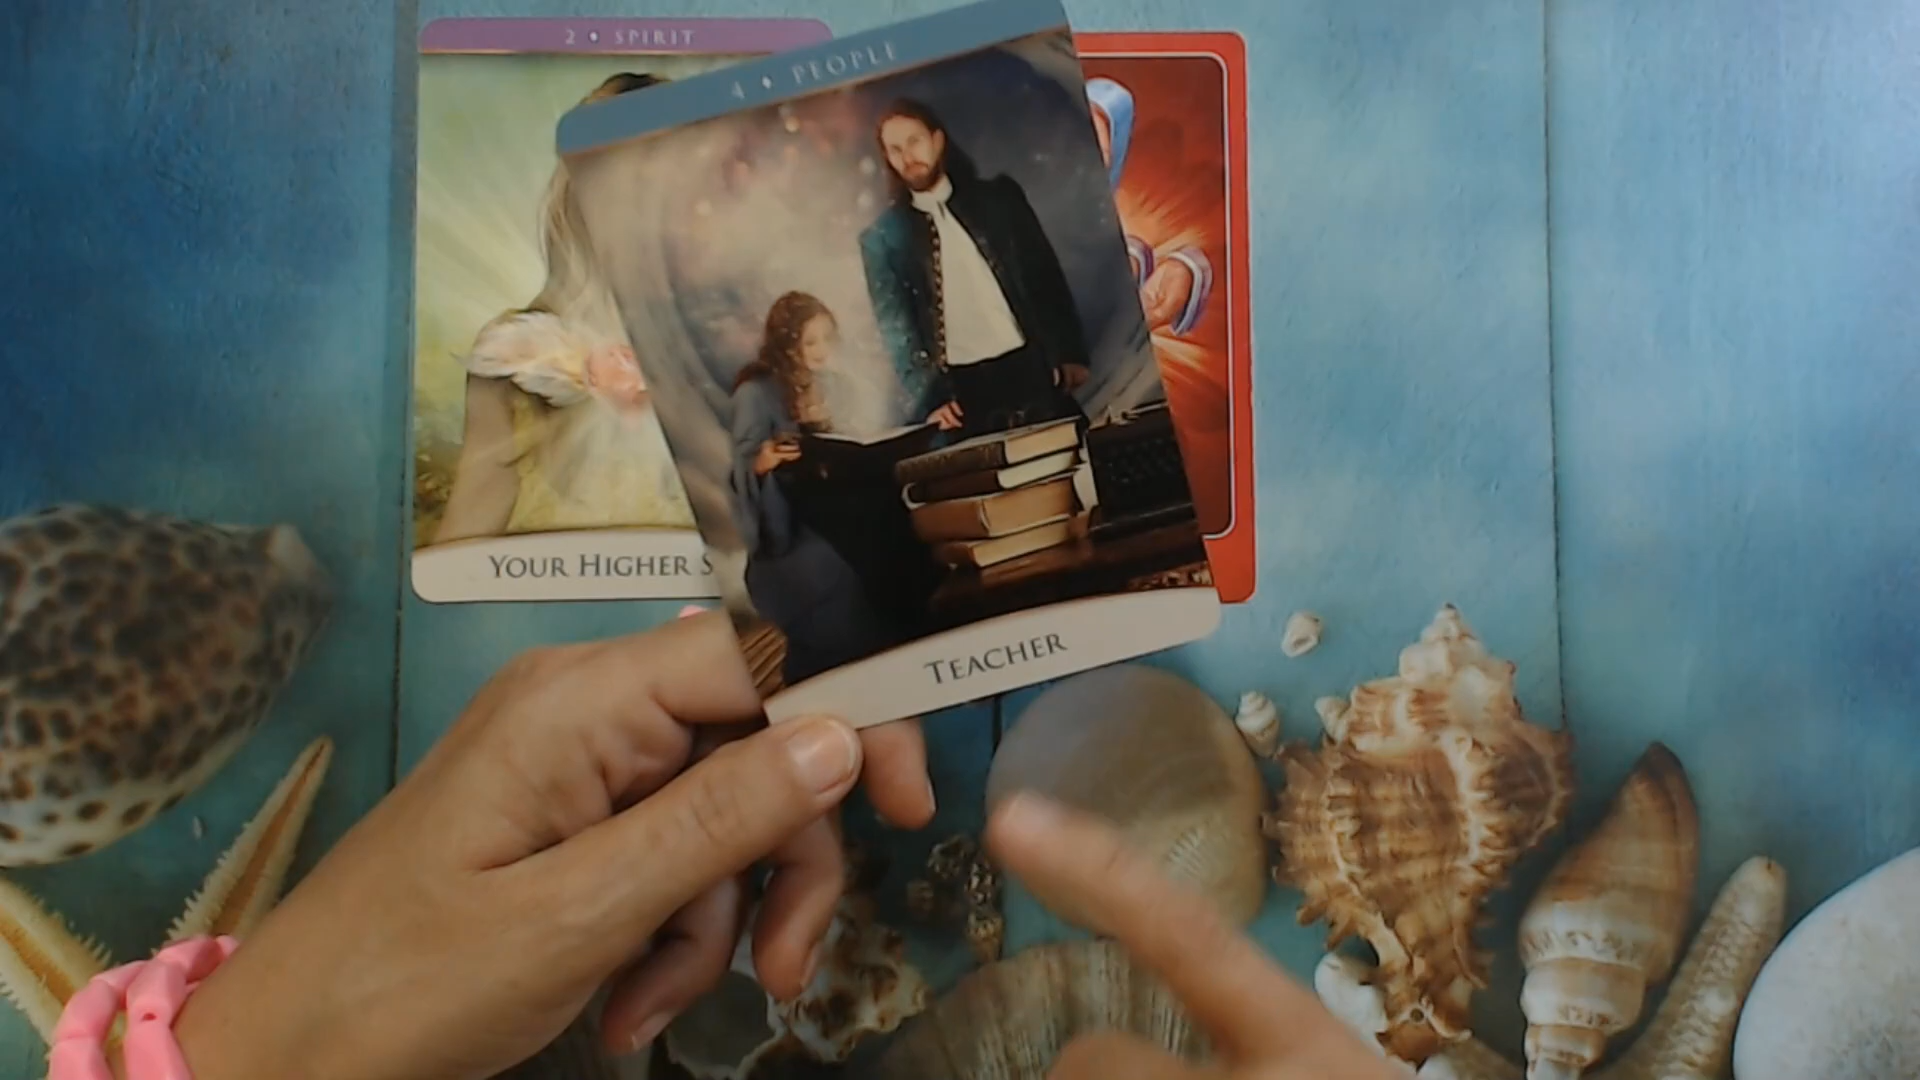 2 • SPIRIT
4 • PEOPLE
YOUR HIGHER S
TEACHER